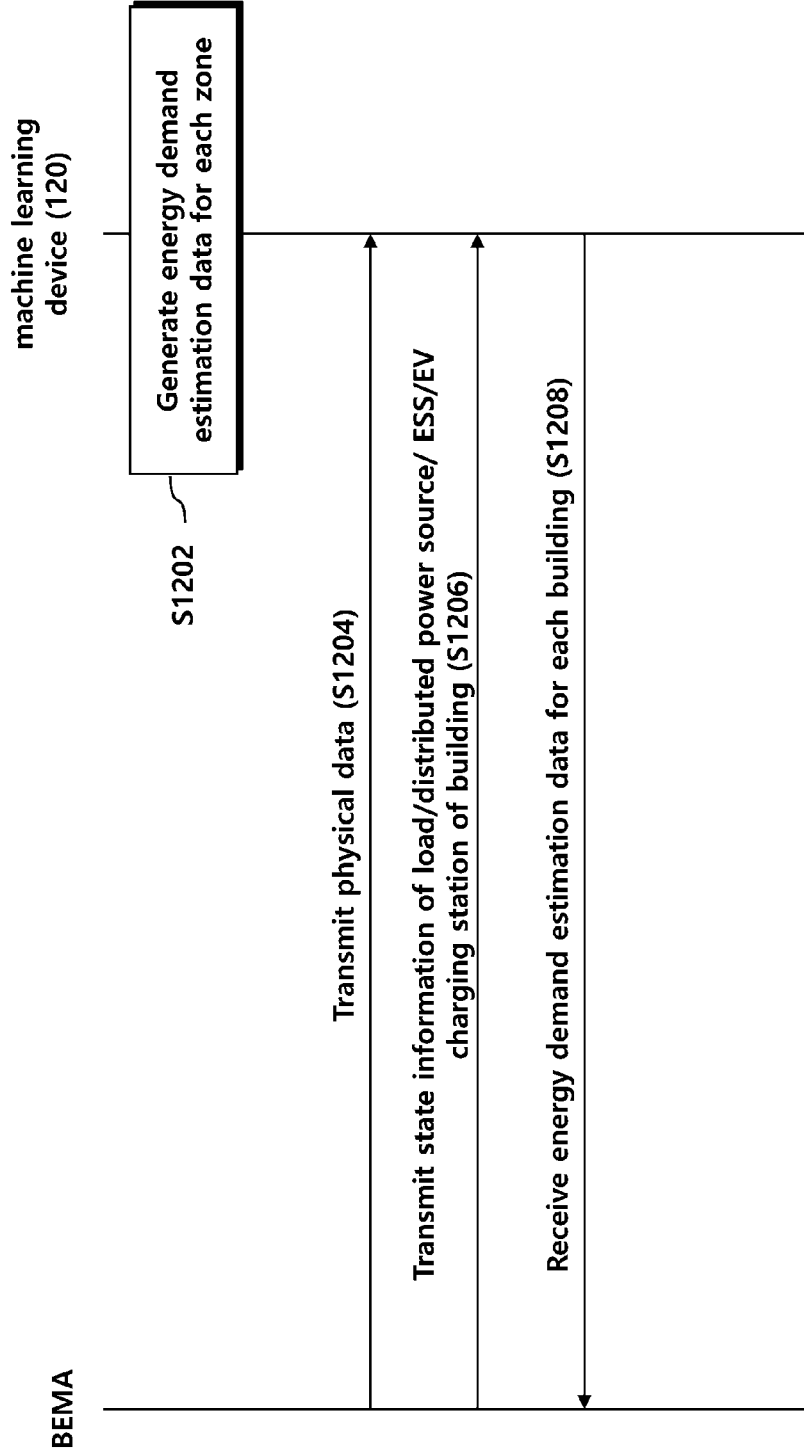 BEMA
machine learning
device (120)
Generate energy demand
estimation data for each zone
S1202
Transmit physical data (S1204)
Transmit state information of load/distributed power source/ ESS/EV
charging station of building (S1206)
Receive energy demand estimation data for each building (S1208)